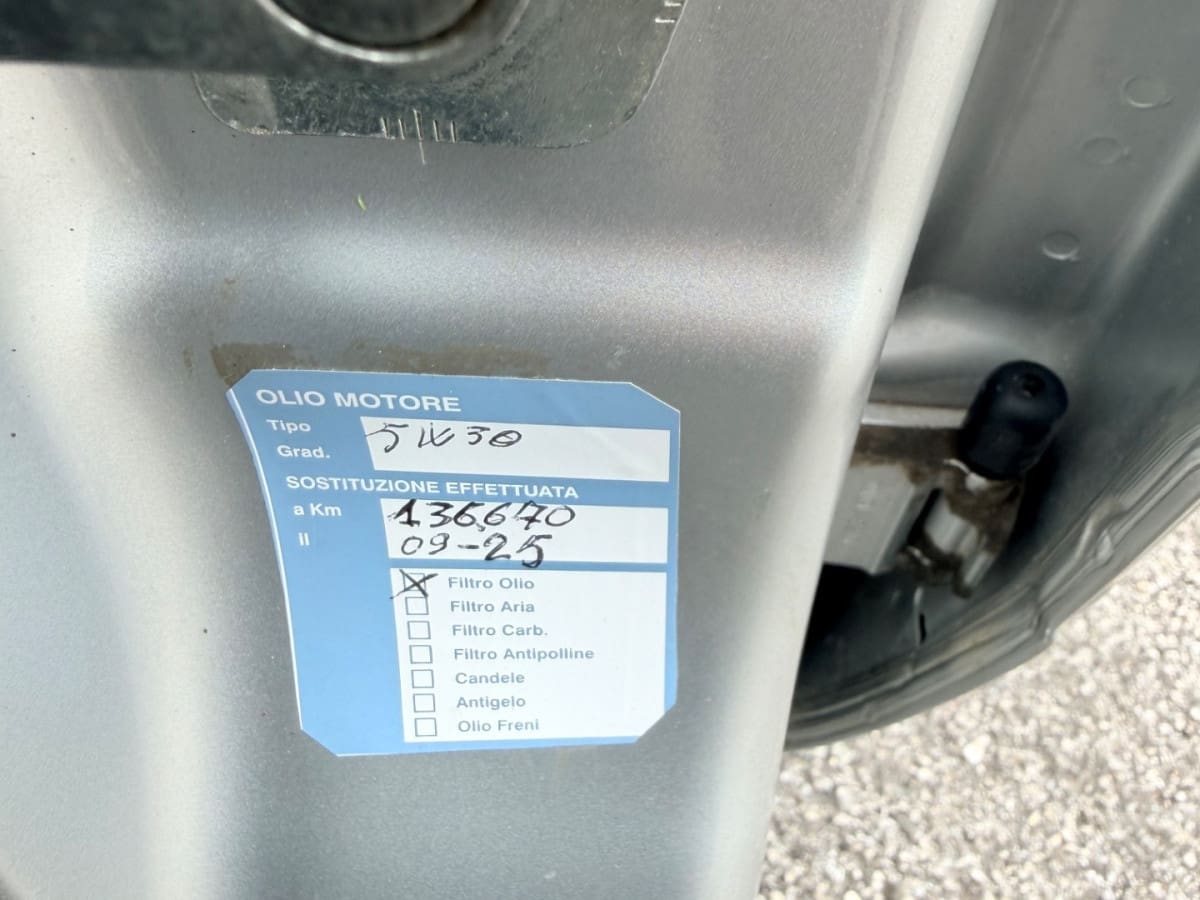 OLIO MOTORE
Tipo
Grad.
5W30
SOSTITUZIONE EFFETTUATA
a Km 136670
Il 09-25
Filtro Olio
Filtro Aria
Filtro Carb.
Filtro Antipolline
Candele
Antigelo
Olio Freni